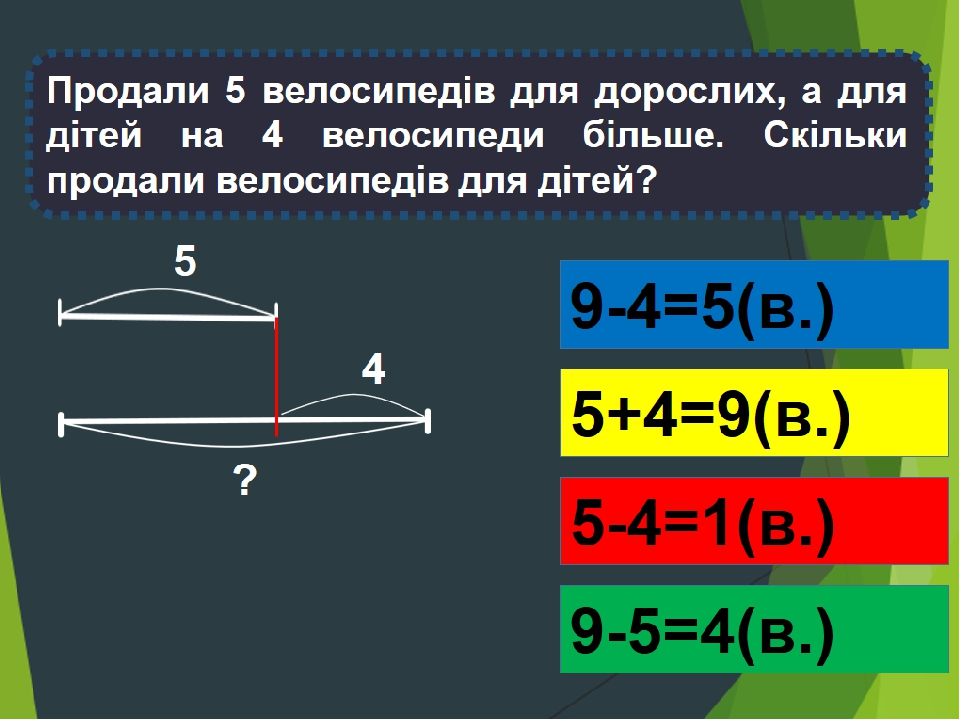 Продали 5 велосипедів для дорослих, а для
дітей на 4 велосипеди більше. Скільки
продали велосипедів для дітей?
5
4
?
9-4=5(в.)
5+4=9(в.)
5-4=1(в.)
9-5=4(в.)